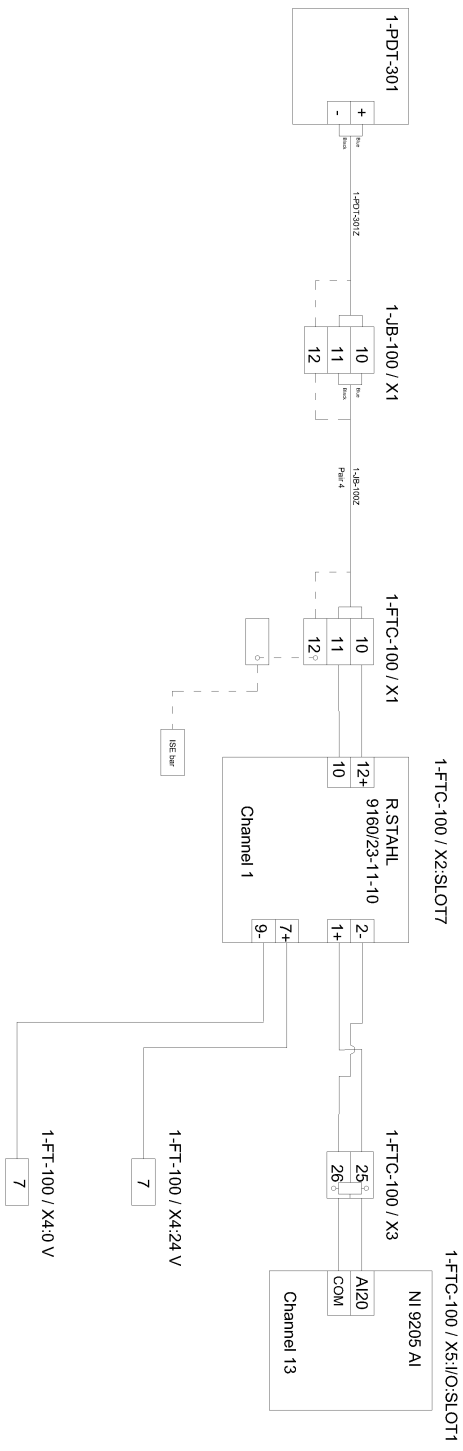 1-PDT-301
+
-
Blue
Black
1-PDT-301Z
1-JB-100 / X1
10
11
12
Blue
Black
1-JB-100Z
Pair 4
1-FTC-100 / X1
10
11
12
ISE bar
1-FTC-100 / X2:SLOT7
12+
10
R.STAHL
9160/23-11-10
Channel 1
2-
1+
7+
9-
1-FT-100 / X4:24 V
7
1-FT-100 / X4:0 V
7
1-FTC-100 / X3
25
26
1-FTC-100 / X5:I/O:SLOT1
NI 9205 AI
AI20
COM
Channel 13